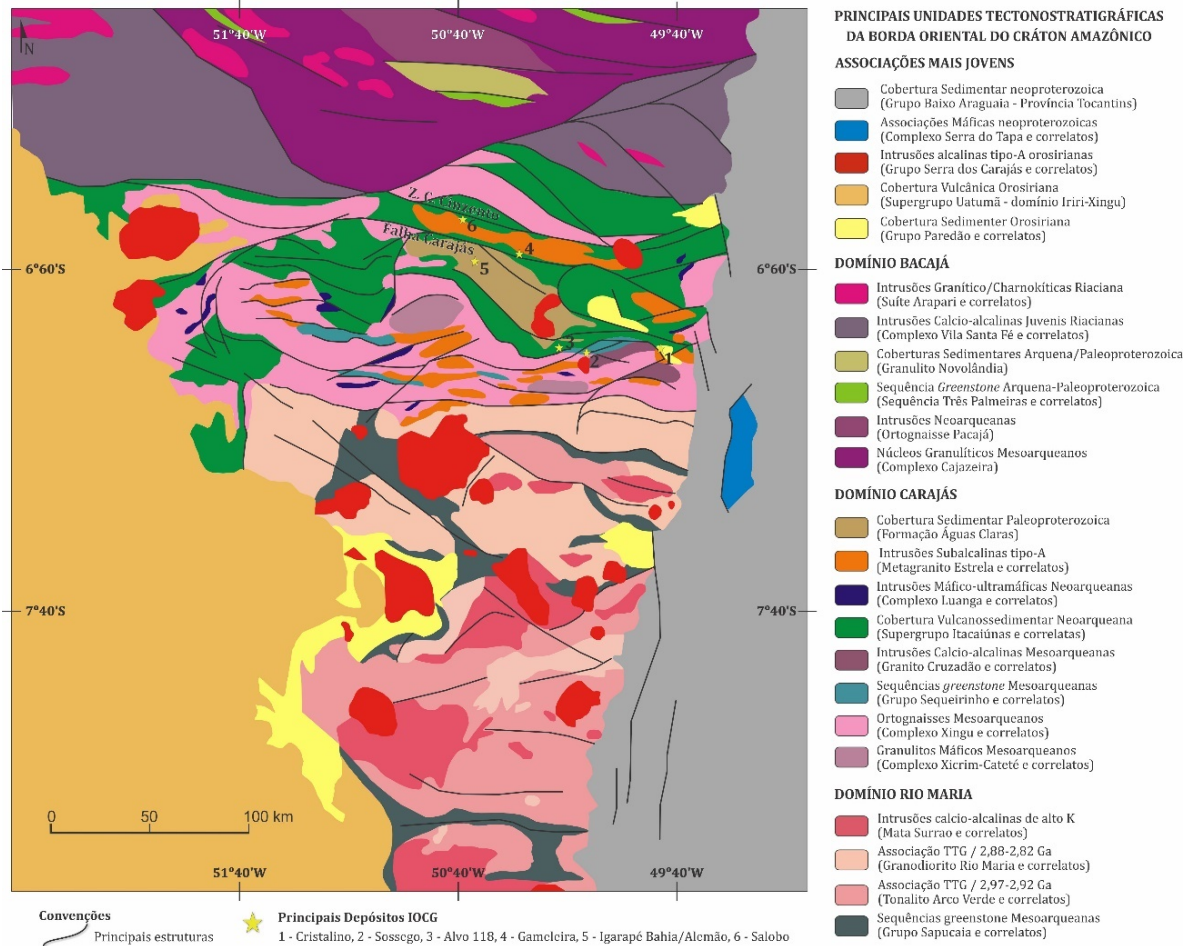 51°40'W
50°40'W
49°40'W
N
Z. C. Cinzento
6
Falha Carajás
4
5
6°60'S
6°60'S
3
2
1
7°40'S
7°40'S
0 50 100 km
51°40'W
50°40'W
49°40'W
Convenções
Principais estruturas
Principais Depósitos IOCG
1 - Cristalino, 2 - Sossego, 3 - Alvo 118, 4 - Gameleira, 5 - Igarapé Bahia/Alemão, 6 - Salobo
PRINCIPAIS UNIDADES TECTONOSTRATIGRÁFICAS
DA BORDA ORIENTAL DO CRÁTON AMAZÔNICO
ASSOCIAÇÕES MAIS JOVENS
Cobertura Sedimentar neoproterozoica
(Grupo Baixo Araguaia - Província Tocantins)
Associações Máficas neoproterozoicas
(Complexo Serra do Tapa e correlatos)
Intrusões alcalinas tipo-A orosirianas
(Grupo Serra dos Carajás e correlatos)
Cobertura Vulcânica Orosiriana
(Supergrupo Uatumã - domínio Iriri-Xingu)
Cobertura Sedimenter Orosiriana
(Grupo Paredão e correlatos)
DOMÍNIO BACAJÁ
Intrusões Granítico/Charnokíticas Riaciana
(Suíte Arapari e correlatos)
Intrusões Calcio-alcalinas Juvenis Riacianas
(Complexo Vila Santa Fé e correlatos)
Coberturas Sedimentares Arquena/Paleoproterozoica
(Granulito Novolândia)
Sequência Greenstone Arquena-Paleoproterozoica
(Sequência Três Palmeiras e correlatos)
Intrusões Neoarqueanas
(Ortognaisse Pacajá)
Núcleos Granulíticos Mesoarqueanos
(Complexo Cajazeira)
DOMÍNIO CARAJÁS
Cobertura Sedimentar Paleoproterozoica
(Formação Águas Claras)
Intrusões Subalcalinas tipo-A
(Metagranito Estrela e correlatos)
Intrusões Máfico-ultramáficas Neoarqueanas
(Complexo Luanga e correlatos)
Cobertura Vulcanossedimentar Neoarqueana
(Supergrupo Itacaiúnas e correlatas)
Intrusões Calcio-alcalinas Mesoarqueanas
(Granito Cruzadão e correlatos)
Sequências greenstone Mesoarqueanas
(Grupo Sequeirinho e correlatos)
Ortognaisses Mesoarqueanos
(Complexo Xingu e correlatos)
Granulitos Máficos Mesoarqueanos
(Complexo Xicrim-Cateté e correlatos)
DOMÍNIO RIO MARIA
Intrusões calcio-alcalinas de alto K
(Mata Surrao e correlatos)
Associação TTG / 2,88-2,82 Ga
(Granodiorito Rio Maria e correlatos)
Associação TTG / 2,97-2,92 Ga
(Tonalito Arco Verde e correlatos)
Sequências greenstone Mesoarqueanas
(Grupo Sapucaia e correlatos)